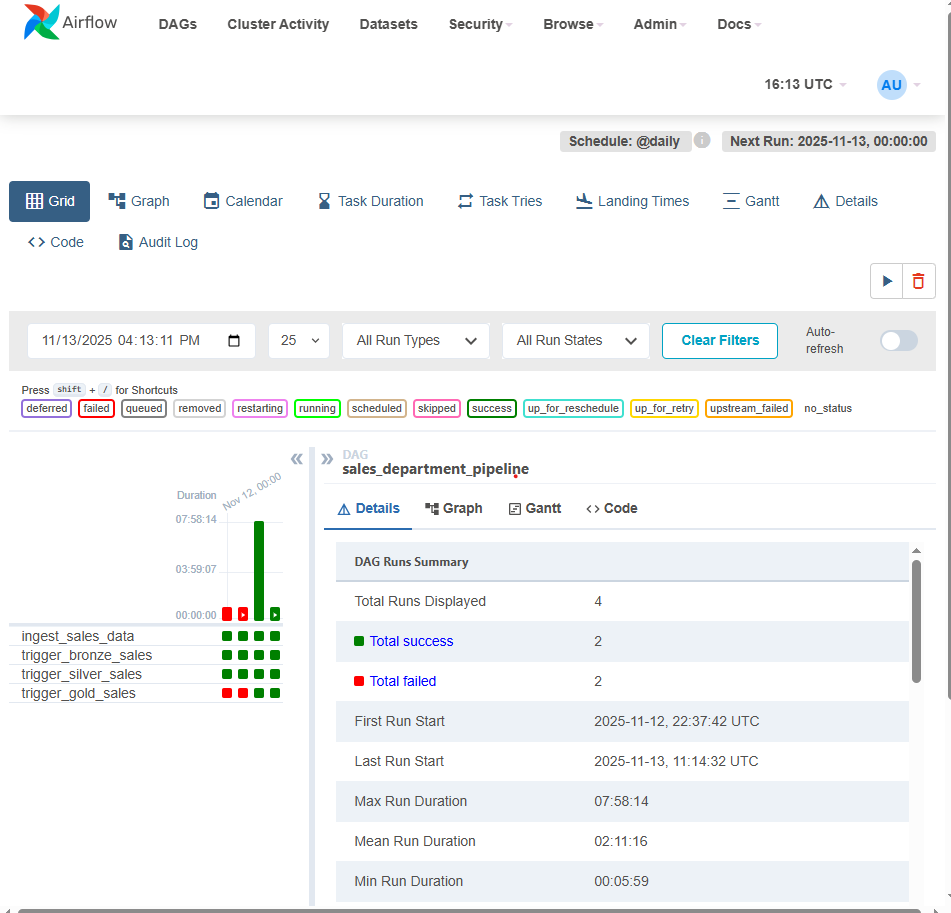 Airflow
DAGs Cluster Activity Datasets Security Browse Admin Docs
16:13 UTC AU
Schedule: @daily i Next Run: 2025-11-13, 00:00:00
Grid Graph Calendar Task Duration Task Tries Landing Times Gantt Details
Code Audit Log
11/13/2025 04:13:11 PM 25 All Run Types All Run States Clear Filters Auto-refresh
Press shift + / for Shortcuts
deferred failed queued removed restarting running scheduled skipped success up_for_reschedule up_for_retry upstream_failed no_status
Duration
Nov 12, 00:00
07:58:14
03:59:07
00:00:00
ingest_sales_data
trigger_bronze_sales
trigger_silver_sales
trigger_gold_sales
DAG
sales_department_pipeline
Details Graph Gantt Code
DAG Runs Summary
Total Runs Displayed 4
Total success 2
Total failed 2
First Run Start 2025-11-12, 22:37:42 UTC
Last Run Start 2025-11-13, 11:14:32 UTC
Max Run Duration 07:58:14
Mean Run Duration 02:11:16
Min Run Duration 00:05:59